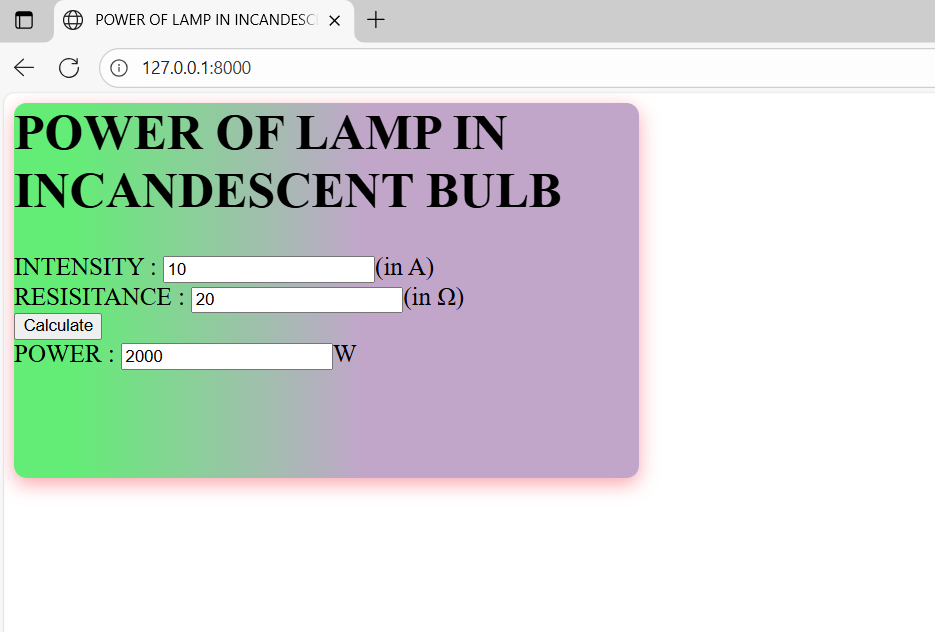 POWER OF LAMP IN INCANDESC
127.0.0.1:8000
POWER OF LAMP IN
INCANDESCENT BULB
INTENSITY : 10 (in A)
RESISITANCE : 20 (in Ω)
Calculate
POWER : 2000 W